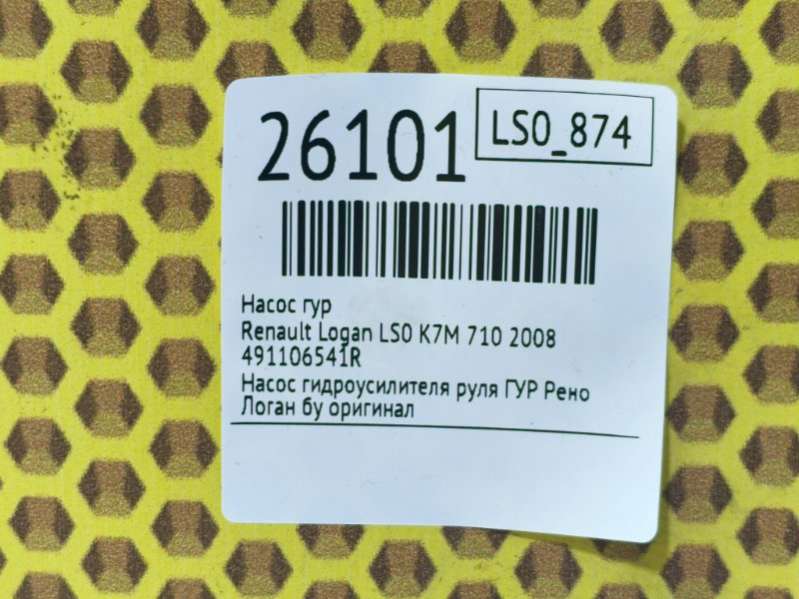 26101
LS0_874
Насос гур
Renault Logan LS0 K7M 710 2008
491106541R
Насос гидроусилителя руля ГУР Рено
Логан бу оригинал